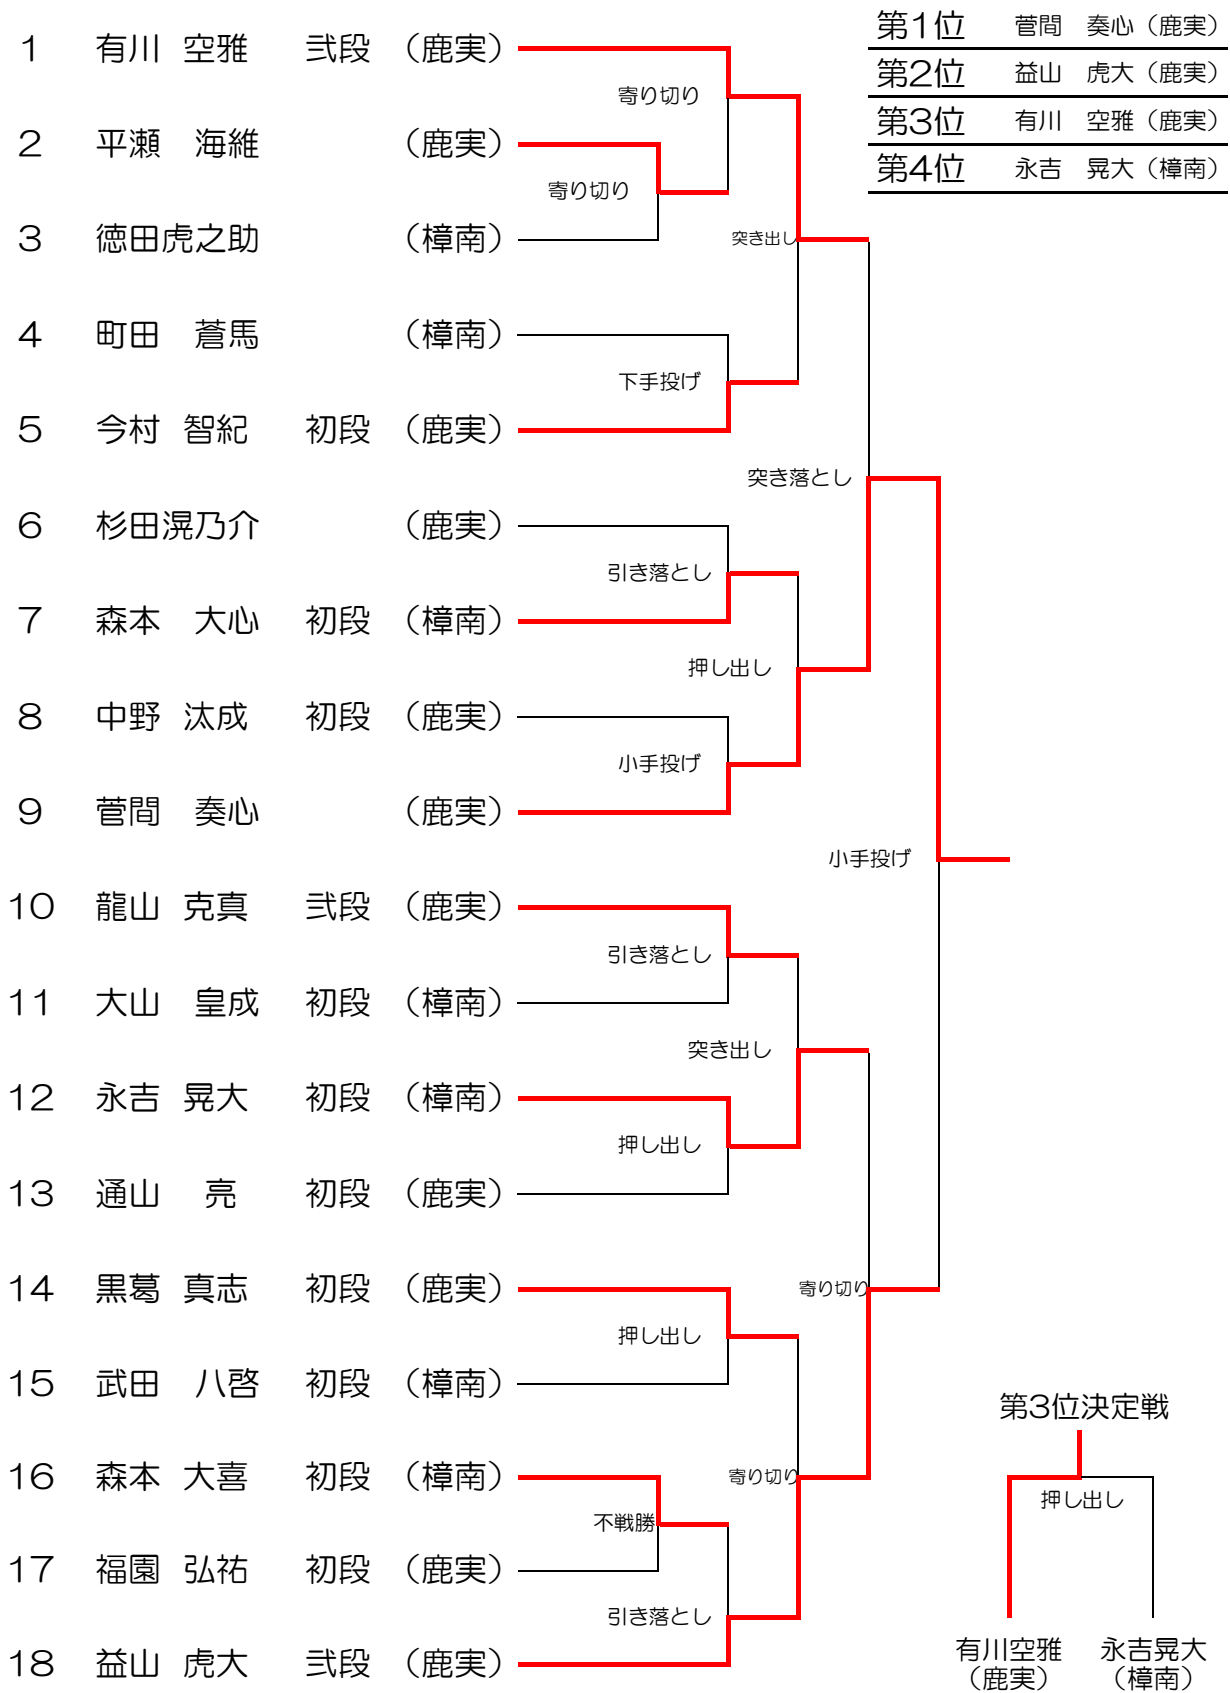 第1位 菅間 奏心（鹿実）
第2位 益山 虎大（鹿実）
第3位 有川 空雅（鹿実）
第4位 永吉 晃大（樟南）
1 有川 空雅 弐段 （鹿実）
寄り切り
2 平瀬 海維 （鹿実）
寄り切り
3 徳田虎之助 （樟南）
突き出し
4 町田 蒼馬 （樟南）
下手投げ
5 今村 智紀 初段 （鹿実）
突き落とし
6 杉田滉乃介 （鹿実）
引き落とし
7 森本 大心 初段 （樟南）
押し出し
8 中野 汰成 初段 （鹿実）
小手投げ
9 菅間 奏心 （鹿実）
小手投げ
10 龍山 克真 弐段 （鹿実）
引き落とし
11 大山 皇成 初段 （樟南）
突き出し
12 永吉 晃大 初段 （樟南）
押し出し
13 通山 亮 初段 （鹿実）
14 黒葛 真志 初段 （鹿実）
寄り切り
押し出し
15 武田 八啓 初段 （樟南）
16 森本 大喜 初段 （樟南）
寄り切り
不戦勝
17 福園 弘祐 初段 （鹿実）
引き落とし
18 益山 虎大 弐段 （鹿実）
第3位決定戦
押し出し
有川空雅 永吉晃大
（鹿実） （樟南）